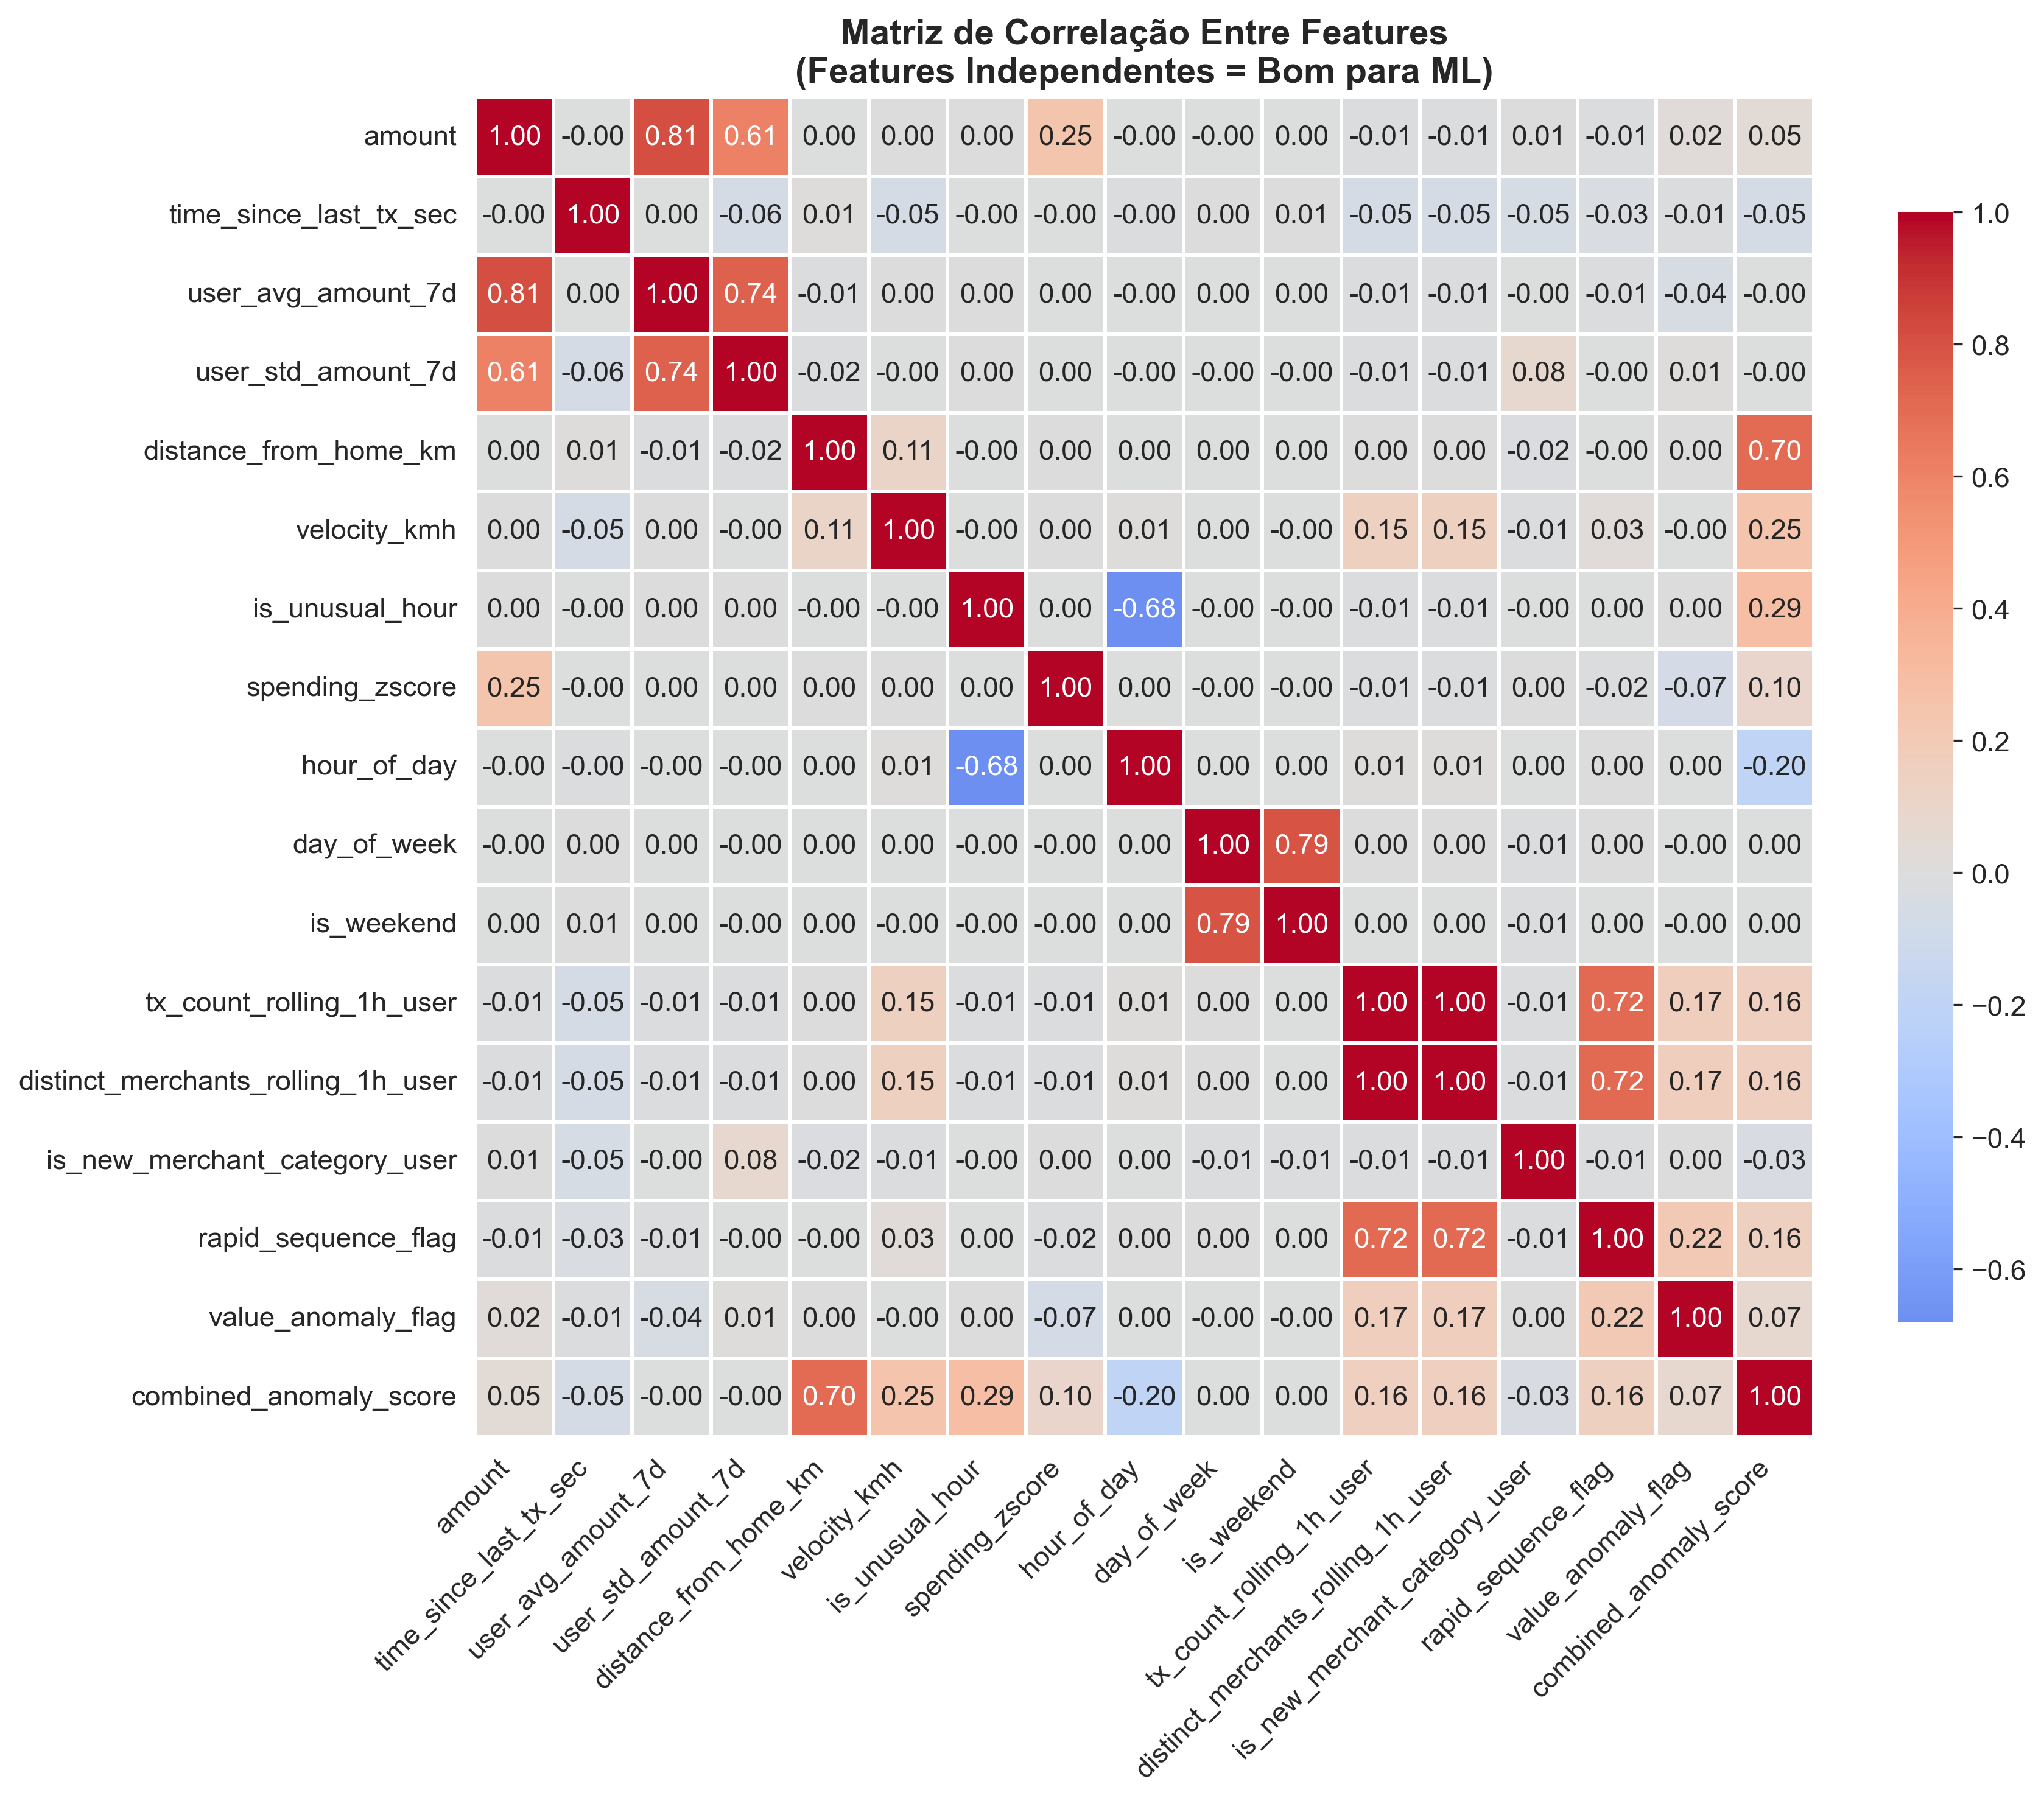 Matriz de Correlação Entre Features
(Features Independentes = Bom para ML)
amount 1.00 -0.00 0.81 0.61 0.00 0.00 0.00 0.25 -0.00 -0.00 0.00 -0.01 -0.01 0.01 -0.01 0.02 0.05
time_since_last_tx_sec -0.00 1.00 0.00 -0.06 0.01 -0.05 -0.00 -0.00 -0.00 0.00 0.01 -0.05 -0.05 -0.05 -0.03 -0.01 -0.05
user_avg_amount_7d 0.81 0.00 1.00 0.74 -0.01 0.00 0.00 0.00 -0.00 0.00 0.00 -0.01 -0.01 -0.00 -0.01 -0.04 -0.00
user_std_amount_7d 0.61 -0.06 0.74 1.00 -0.02 -0.00 0.00 0.00 -0.00 -0.00 -0.00 -0.01 -0.01 0.08 -0.00 0.01 -0.00
distance_from_home_km 0.00 0.01 -0.01 -0.02 1.00 0.11 -0.00 0.00 0.00 0.00 0.00 0.00 0.00 -0.02 -0.00 0.00 0.70
velocity_kmh 0.00 -0.05 0.00 -0.00 0.11 1.00 -0.00 0.00 0.01 0.00 -0.00 0.15 0.15 -0.01 0.03 -0.00 0.25
is_unusual_hour 0.00 -0.00 0.00 0.00 -0.00 -0.00 1.00 0.00 -0.68 -0.00 -0.00 -0.01 -0.01 -0.00 0.00 0.00 0.29
spending_zscore 0.25 -0.00 0.00 0.00 0.00 0.00 0.00 1.00 0.00 -0.00 -0.00 -0.01 -0.01 0.00 -0.02 -0.07 0.10
hour_of_day -0.00 -0.00 -0.00 -0.00 0.00 0.01 -0.68 0.00 1.00 0.00 0.00 0.01 0.01 0.00 0.00 0.00 -0.20
day_of_week -0.00 0.00 0.00 -0.00 0.00 0.00 -0.00 -0.00 0.00 1.00 0.79 0.00 0.00 -0.01 0.00 -0.00 0.00
is_weekend 0.00 0.01 0.00 -0.00 0.00 -0.00 -0.00 -0.00 0.00 0.79 1.00 0.00 0.00 -0.01 0.00 -0.00 0.00
tx_count_rolling_1h_user -0.01 -0.05 -0.01 -0.01 0.00 0.15 -0.01 -0.01 0.01 0.00 0.00 1.00 1.00 -0.01 0.72 0.17 0.16
distinct_merchants_rolling_1h_user -0.01 -0.05 -0.01 -0.01 0.00 0.15 -0.01 -0.01 0.01 0.00 0.00 1.00 1.00 -0.01 0.72 0.17 0.16
is_new_merchant_category_user 0.01 -0.05 -0.00 0.08 -0.02 -0.01 -0.00 0.00 0.00 -0.01 -0.01 -0.01 -0.01 1.00 -0.01 0.00 -0.03
rapid_sequence_flag -0.01 -0.03 -0.01 -0.00 -0.00 0.03 0.00 -0.02 0.00 0.00 0.00 0.72 0.72 -0.01 1.00 0.22 0.16
value_anomaly_flag 0.02 -0.01 -0.04 0.01 0.00 -0.00 0.00 -0.07 0.00 -0.00 -0.00 0.17 0.17 0.00 0.22 1.00 0.07
combined_anomaly_score 0.05 -0.05 -0.00 -0.00 0.70 0.25 0.29 0.10 -0.20 0.00 0.00 0.16 0.16 -0.03 0.16 0.07 1.00
amount
time_since_last_tx_sec
user_avg_amount_7d
user_std_amount_7d
distance_from_home_km
velocity_kmh
is_unusual_hour
spending_zscore
hour_of_day
day_of_week
is_weekend
tx_count_rolling_1h_user
distinct_merchants_rolling_1h_user
is_new_merchant_category_user
rapid_sequence_flag
value_anomaly_flag
combined_anomaly_score
1.0
0.8
0.6
0.4
0.2
0.0
−0.2
−0.4
−0.6